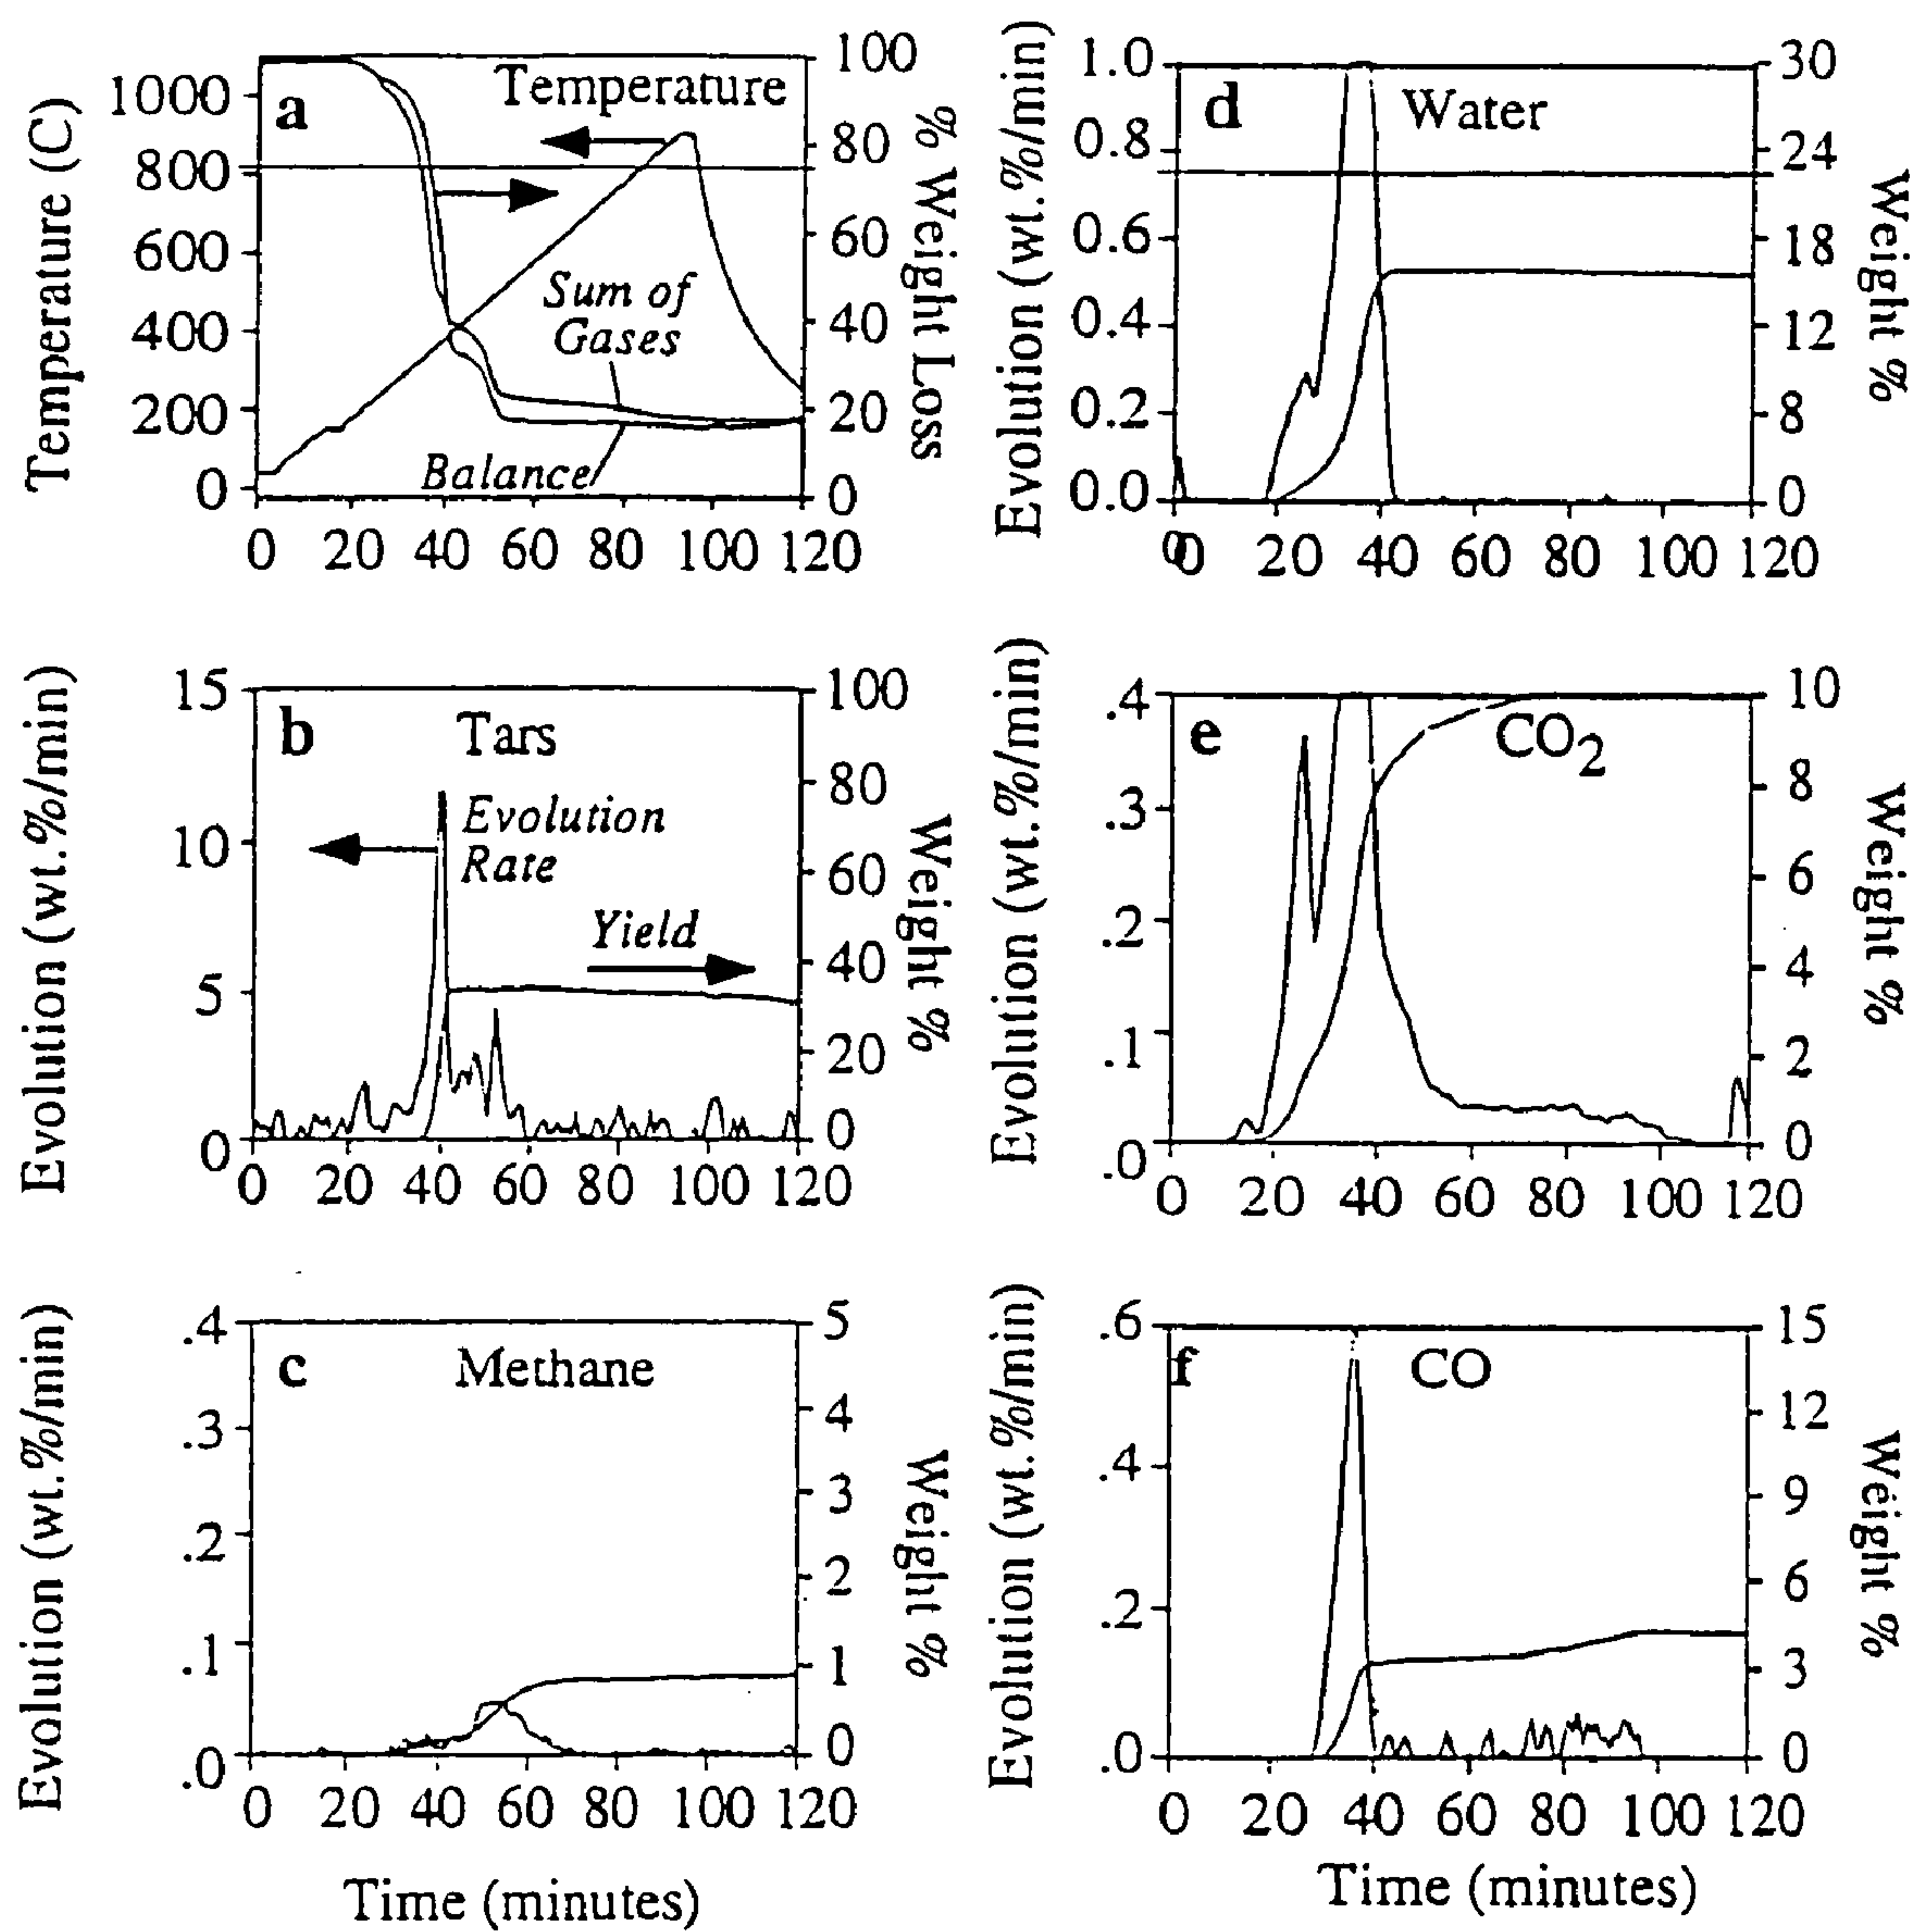 a
Temperature
Sum of
Gases
Balance
Temperature (C)
1000
800
600
400
200
0
% Weight Loss
100
80
60
40
20
0
0 20 40 60 80 100 120
d
Water
Evolution (wt.%/min)
1.0
0.8
0.6
0.4
0.2
0.0
Weight %
30
24
18
12
8
0
0 20 40 60 80 100 120
b
Tars
Evolution
Rate
Yield
Evolution (wt.%/min)
15
10
5
0
Weight %
100
80
60
40
20
0
0 20 40 60 80 100 120
e
CO2
Evolution (wt.%/min)
.4
.3
.2
.1
.0
Weight %
10
8
6
4
2
0
0 20 40 60 80 100 120
c
Methane
Evolution (wt.%/min)
.4
.3
.2
.1
.0
Weight %
5
4
3
2
1
0
0 20 40 60 80 100 120
Time (minutes)
f
CO
Evolution (wt.%/min)
.6
.4
.2
.0
Weight %
15
12
9
6
3
0
0 20 40 60 80 100 120
Time (minutes)